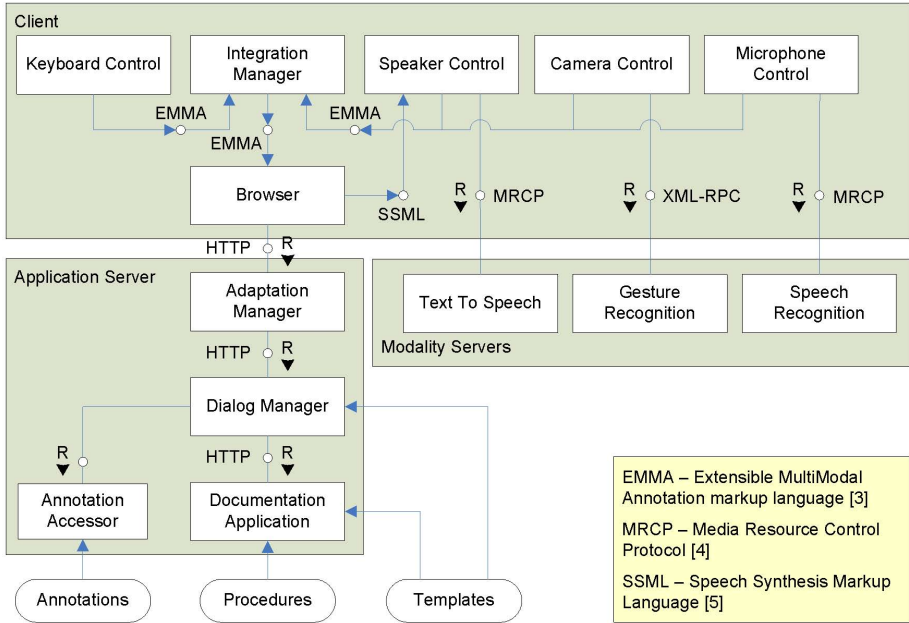 Client
Keyboard Control
Integration
Manager
Speaker Control
Camera Control
Microphone
Control
EMMA
EMMA
EMMA
Browser
SSML
R
MRCP
R
XML-RPC
R
MRCP
HTTP
R
Application Server
Adaptation
Manager
Text To Speech
Gesture
Recognition
Speech
Recognition
Modality Servers
HTTP
R
Dialog Manager
R
HTTP
R
Annotation
Accessor
Documentation
Application
Annotations
Procedures
Templates
EMMA – Extensible MultiModal
Annotation markup language [3]
MRCP – Media Resource Control
Protocol [4]
SSML – Speech Synthesis Markup
Language [5]